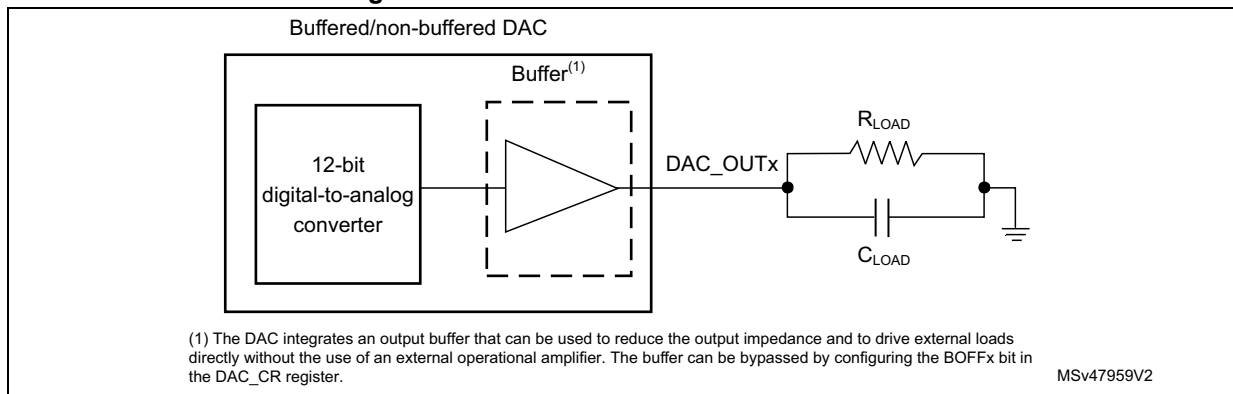 Buffered/non-buffered DAC
Buffer(1)
12-bit
digital-to-analog
converter
DAC_OUTx
RLOAD
CLOAD
(1) The DAC integrates an output buffer that can be used to reduce the output impedance and to drive external loads
directly without the use of an external operational amplifier. The buffer can be bypassed by configuring the BOFFx bit in
the DAC_CR register.
MSv47959V2